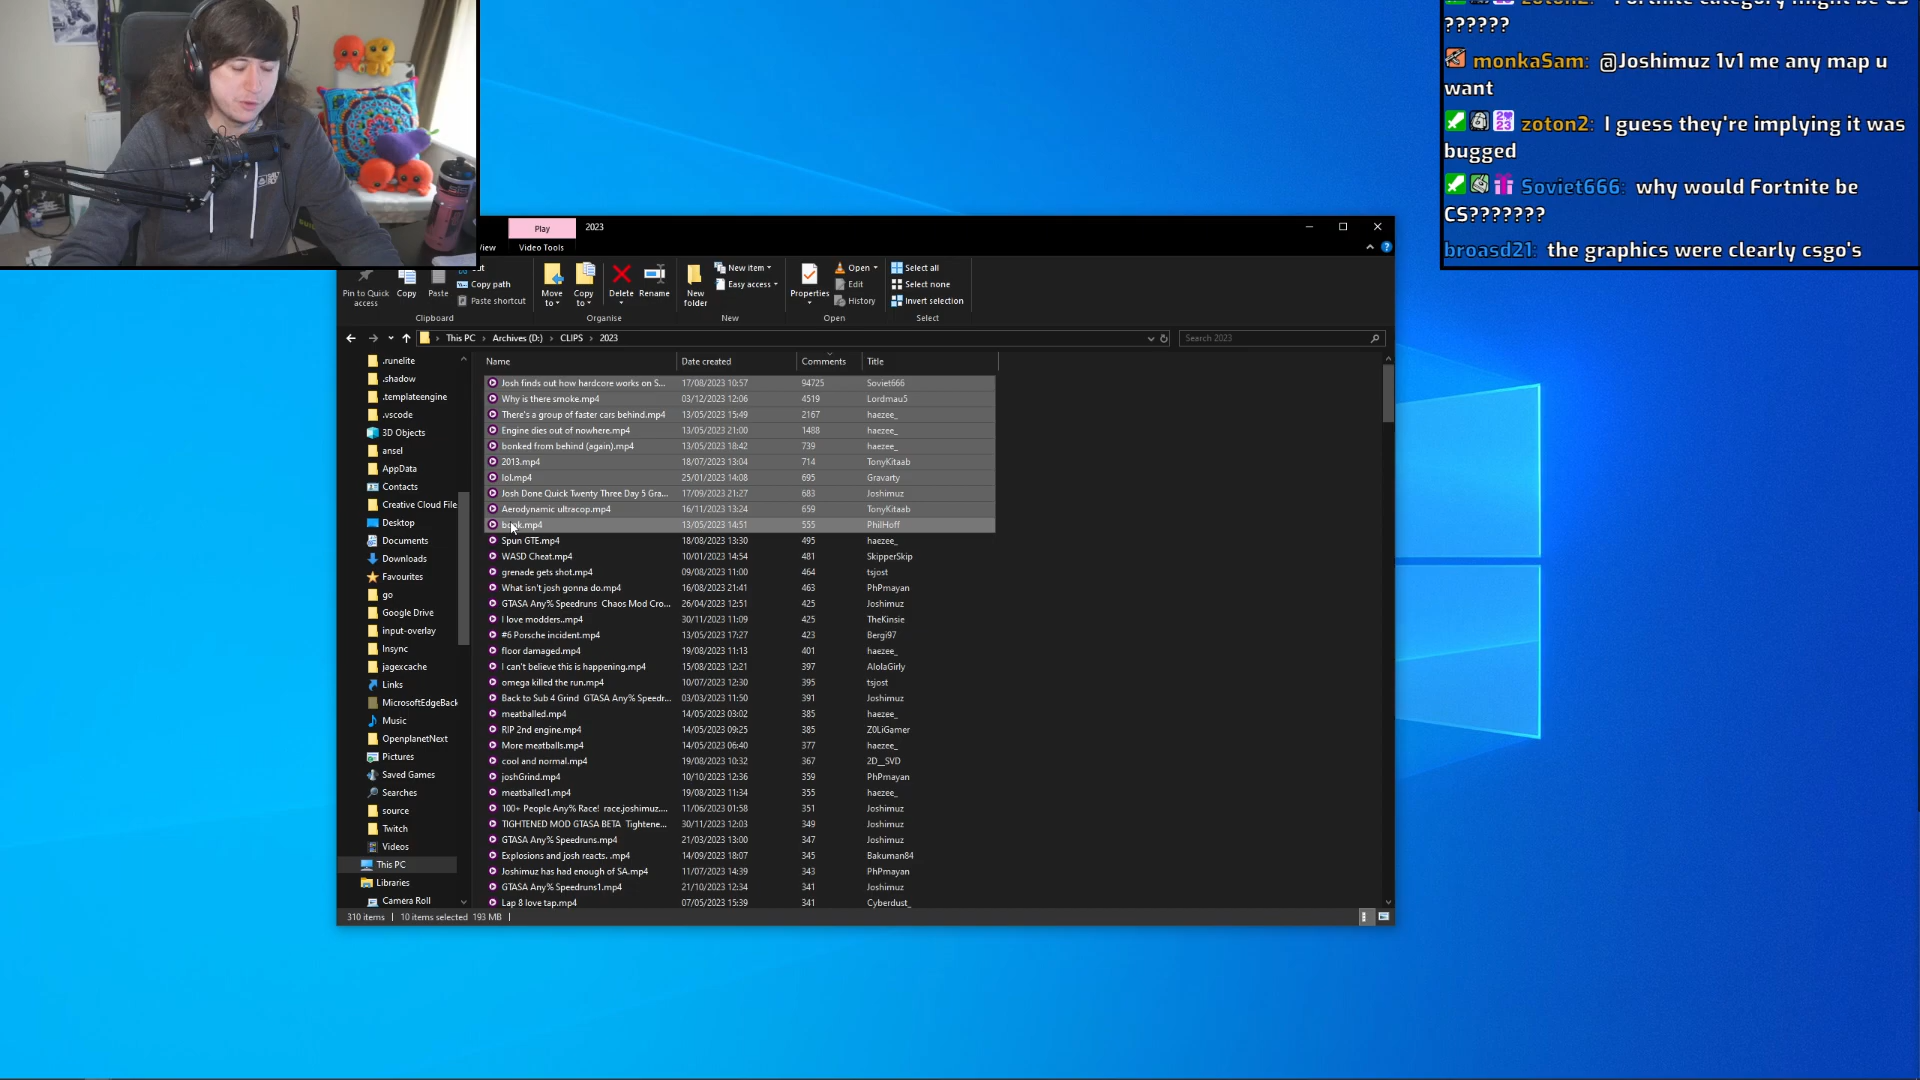 zoton2:
??????
monkaSam: @Joshimuz 1v1 me any map u
want
zoton2: I guess they're implying it was
bugged
Soviet666: why would Fortnite be
CS???????
broasd21: the graphics were clearly csgo's
Play
2023
View
Video Tools
Pin to Quick
access
Copy
Paste
Copy path
Paste shortcut
Clipboard
Move
to
Copy
to
Delete
Rename
Organise
New
folder
New item
Easy access
New
Properties
Open
Edit
History
Open
Select all
Select none
Invert selection
Select
This PC
Archives (D:)
CLIPS
2023
Search 2023
.runelite
.shadow
.templateengine
.vscode
3D Objects
ansel
AppData
Contacts
Creative Cloud File
Desktop
Documents
Downloads
Favourites
go
Google Drive
input-overlay
Insync
jagexcache
Links
MicrosoftEdgeBack
Music
OpenplanetNext
Pictures
Saved Games
Searches
source
Twitch
Videos
This PC
Libraries
Camera Roll
Name Date created Comments Title
Josh finds out how hardcore works on S... 17/08/2023 10:57 94725 Soviet666
Why is there smoke.mp4 03/12/2023 12:06 4519 Lordmau5
There's a group of faster cars behind.mp4 13/05/2023 15:49 2167 haezee_
Engine dies out of nowhere.mp4 13/05/2023 21:00 1488 haezee_
bonked from behind (again).mp4 13/05/2023 18:42 739 haezee_
2013.mp4 18/07/2023 13:04 714 TonyKitaab
lol.mp4 25/01/2023 14:08 695 Gravarty
Josh Done Quick Twenty Three Day 5 Gra... 17/09/2023 21:27 683 Joshimuz
Aerodynamic ultracop.mp4 16/11/2023 13:24 659 TonyKitaab
13/05/2023 14:51 555 PhilHoff
Spun GTE.mp4 18/08/2023 13:30 495 haezee_
WASD Cheat.mp4 10/01/2023 14:54 481 SkipperSkip
grenade gets shot.mp4 09/08/2023 11:00 464 tsjost
What isn't josh gonna do.mp4 16/08/2023 21:41 463 PhPmayan
GTASA Any% Speedruns Chaos Mod Cro... 26/04/2023 12:51 425 Joshimuz
I love modders..mp4 30/11/2023 11:09 425 TheKinsie
#6 Porsche incident.mp4 13/05/2023 17:27 423 Bergi97
floor damaged.mp4 19/08/2023 11:13 401 haezee_
I can't believe this is happening.mp4 15/08/2023 12:21 397 AlolaGirly
omega killed the run.mp4 10/07/2023 12:30 395 tsjost
Back to Sub 4 Grind GTASA Any% Speedr... 03/03/2023 11:50 391 Joshimuz
meatballed.mp4 14/05/2023 03:02 385 haezee_
RIP 2nd engine.mp4 14/05/2023 09:25 385 Z0LiGamer
More meatballs.mp4 14/05/2023 06:40 377 haezee_
cool and normal.mp4 19/08/2023 10:32 367 2D__SVD
joshGrind.mp4 10/10/2023 12:36 359 PhPmayan
meatballed1.mp4 19/08/2023 11:34 355 haezee_
100+ People Any% Race! race.joshimuz.... 11/06/2023 01:58 351 Joshimuz
TIGHTENED MOD GTASA BETA Tightene... 30/11/2023 12:03 349 Joshimuz
GTASA Any% Speedruns.mp4 21/03/2023 13:00 347 Joshimuz
Explosions and josh reacts. .mp4 14/09/2023 18:07 345 Bakuman84
Joshimuz has had enough of SA.mp4 11/07/2023 14:39 343 PhPmayan
GTASA Any% Speedruns1.mp4 21/10/2023 12:34 341 Joshimuz
Lap 8 love tap.mp4 07/05/2023 15:39 341 Cyberdust_
310 items 10 items selected 193 MB